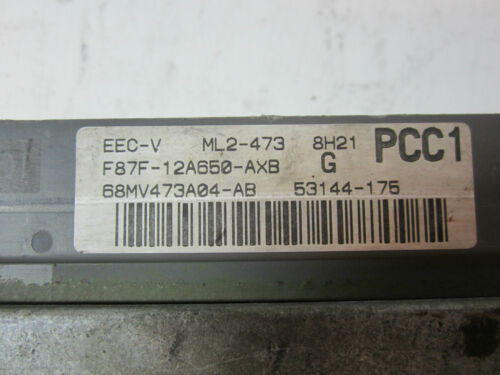 EEC-V ML2-473 8H21 PCC1
F87F-12A650-AXB G
68MV473A04-AB 53144-175